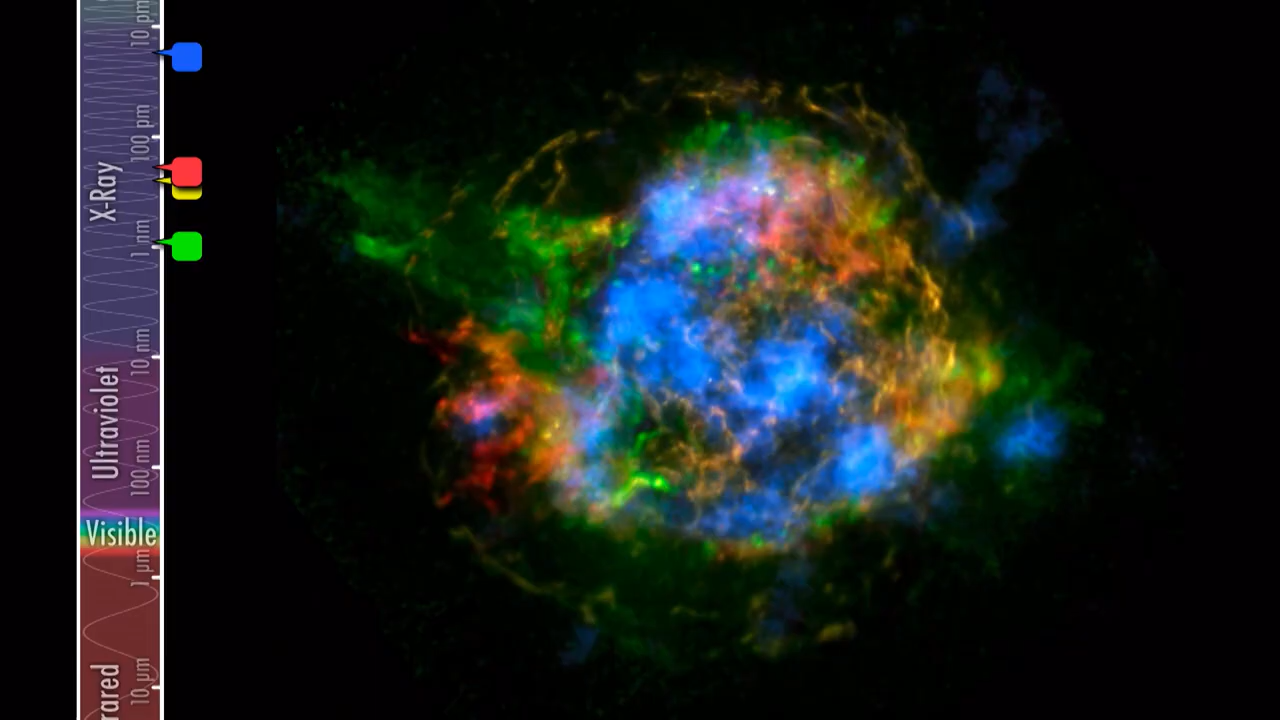 10 pm
100 pm
X-Ray
1 nm
10 nm
Ultraviolet
100 nm
Visible
1 µm
rared
10 µm